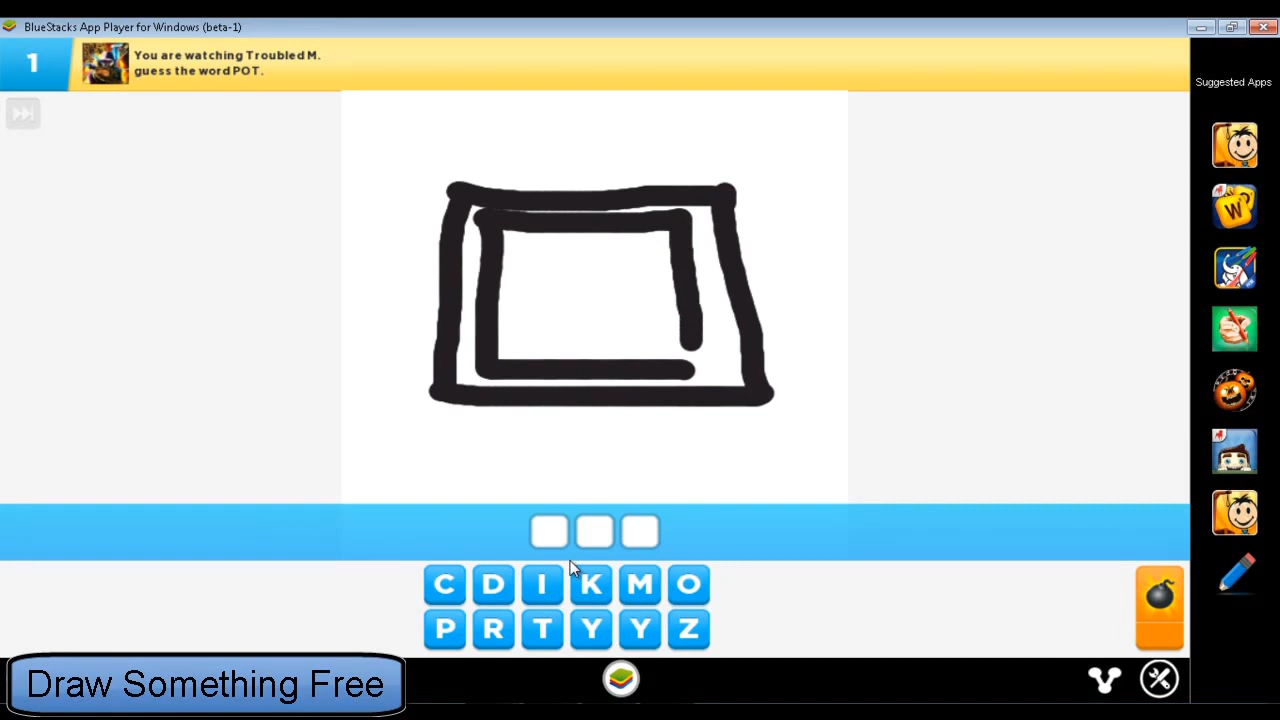 BlueStacks App Player for Windows (beta-1)
1
You are watching Troubled M.
guess the word POT.
Suggested Apps
W
C D I K M O
P R T Y Y Z
Draw Something Free